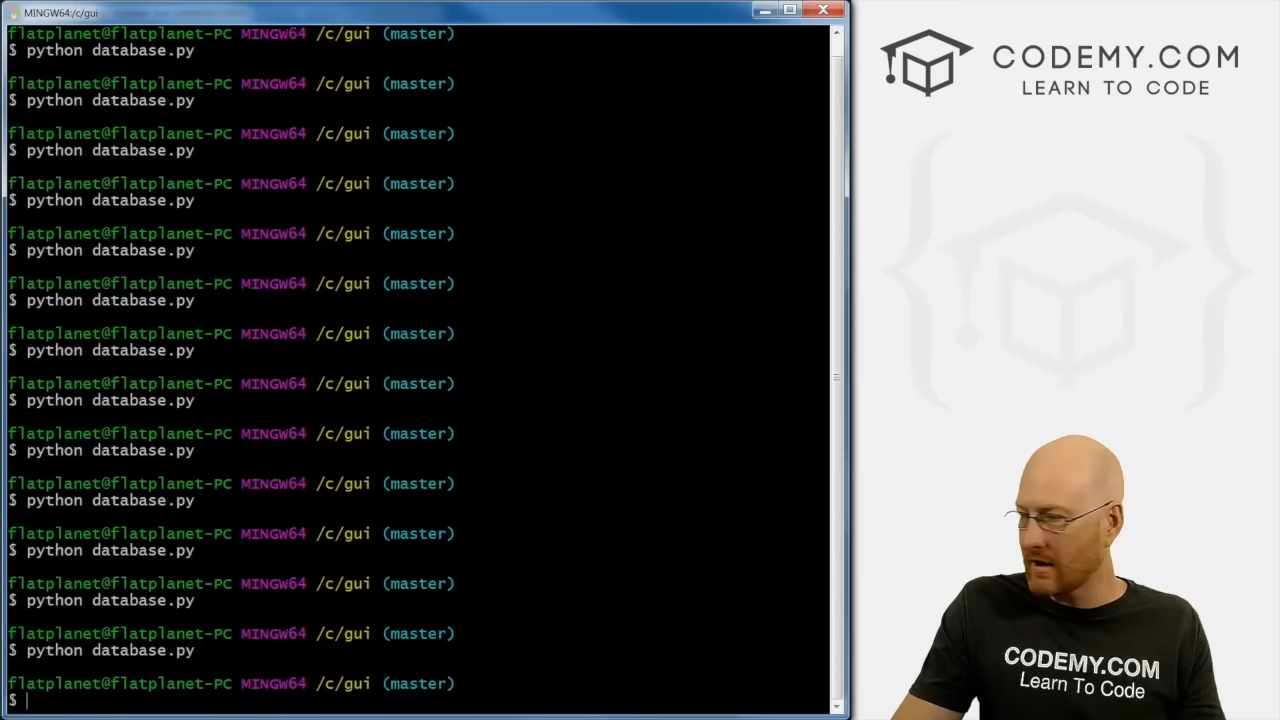 MINGW64:/c/gui
flatplanet@flatplanet-PC MINGW64 /c/gui (master)
$ python database.py
flatplanet@flatplanet-PC MINGW64 /c/gui (master)
$ python database.py
flatplanet@flatplanet-PC MINGW64 /c/gui (master)
$ python database.py
flatplanet@flatplanet-PC MINGW64 /c/gui (master)
$ python database.py
flatplanet@flatplanet-PC MINGW64 /c/gui (master)
$ python database.py
flatplanet@flatplanet-PC MINGW64 /c/gui (master)
$ python database.py
flatplanet@flatplanet-PC MINGW64 /c/gui (master)
$ python database.py
flatplanet@flatplanet-PC MINGW64 /c/gui (master)
$ python database.py
flatplanet@flatplanet-PC MINGW64 /c/gui (master)
$ python database.py
flatplanet@flatplanet-PC MINGW64 /c/gui (master)
$ python database.py
flatplanet@flatplanet-PC MINGW64 /c/gui (master)
$ python database.py
flatplanet@flatplanet-PC MINGW64 /c/gui (master)
$ python database.py
flatplanet@flatplanet-PC MINGW64 /c/gui (master)
$ python database.py
flatplanet@flatplanet-PC MINGW64 /c/gui (master)
$
CODEMY.COM
LEARN TO CODE
CODEMY.COM
Learn To Code